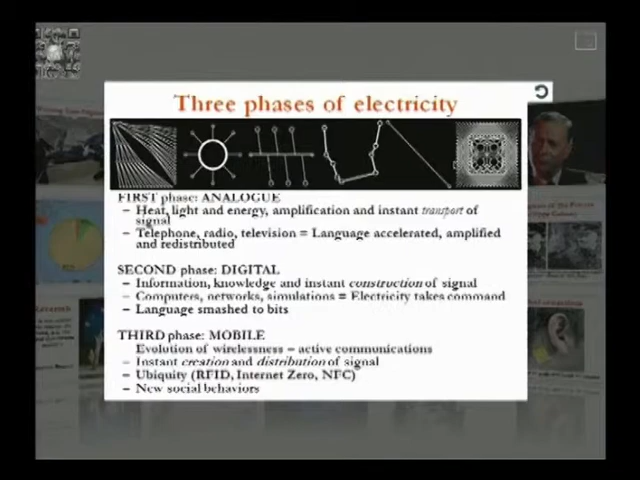 Three phases of electricity
FIRST phase: ANALOGUE
– Heat, light and energy, amplification and instant transport of
signal
– Telephone, radio, television = Language accelerated, amplified
and redistributed
SECOND phase: DIGITAL
– Information, knowledge and instant construction of signal
– Computers, networks, simulations = Electricity takes command
– Language smashed to bits
THIRD phase: MOBILE
Evolution of wirelessness – active communications
– Instant creation and distribution of signal
– Ubiquity (RFID, Internet Zero, NFC)
– New social behaviors